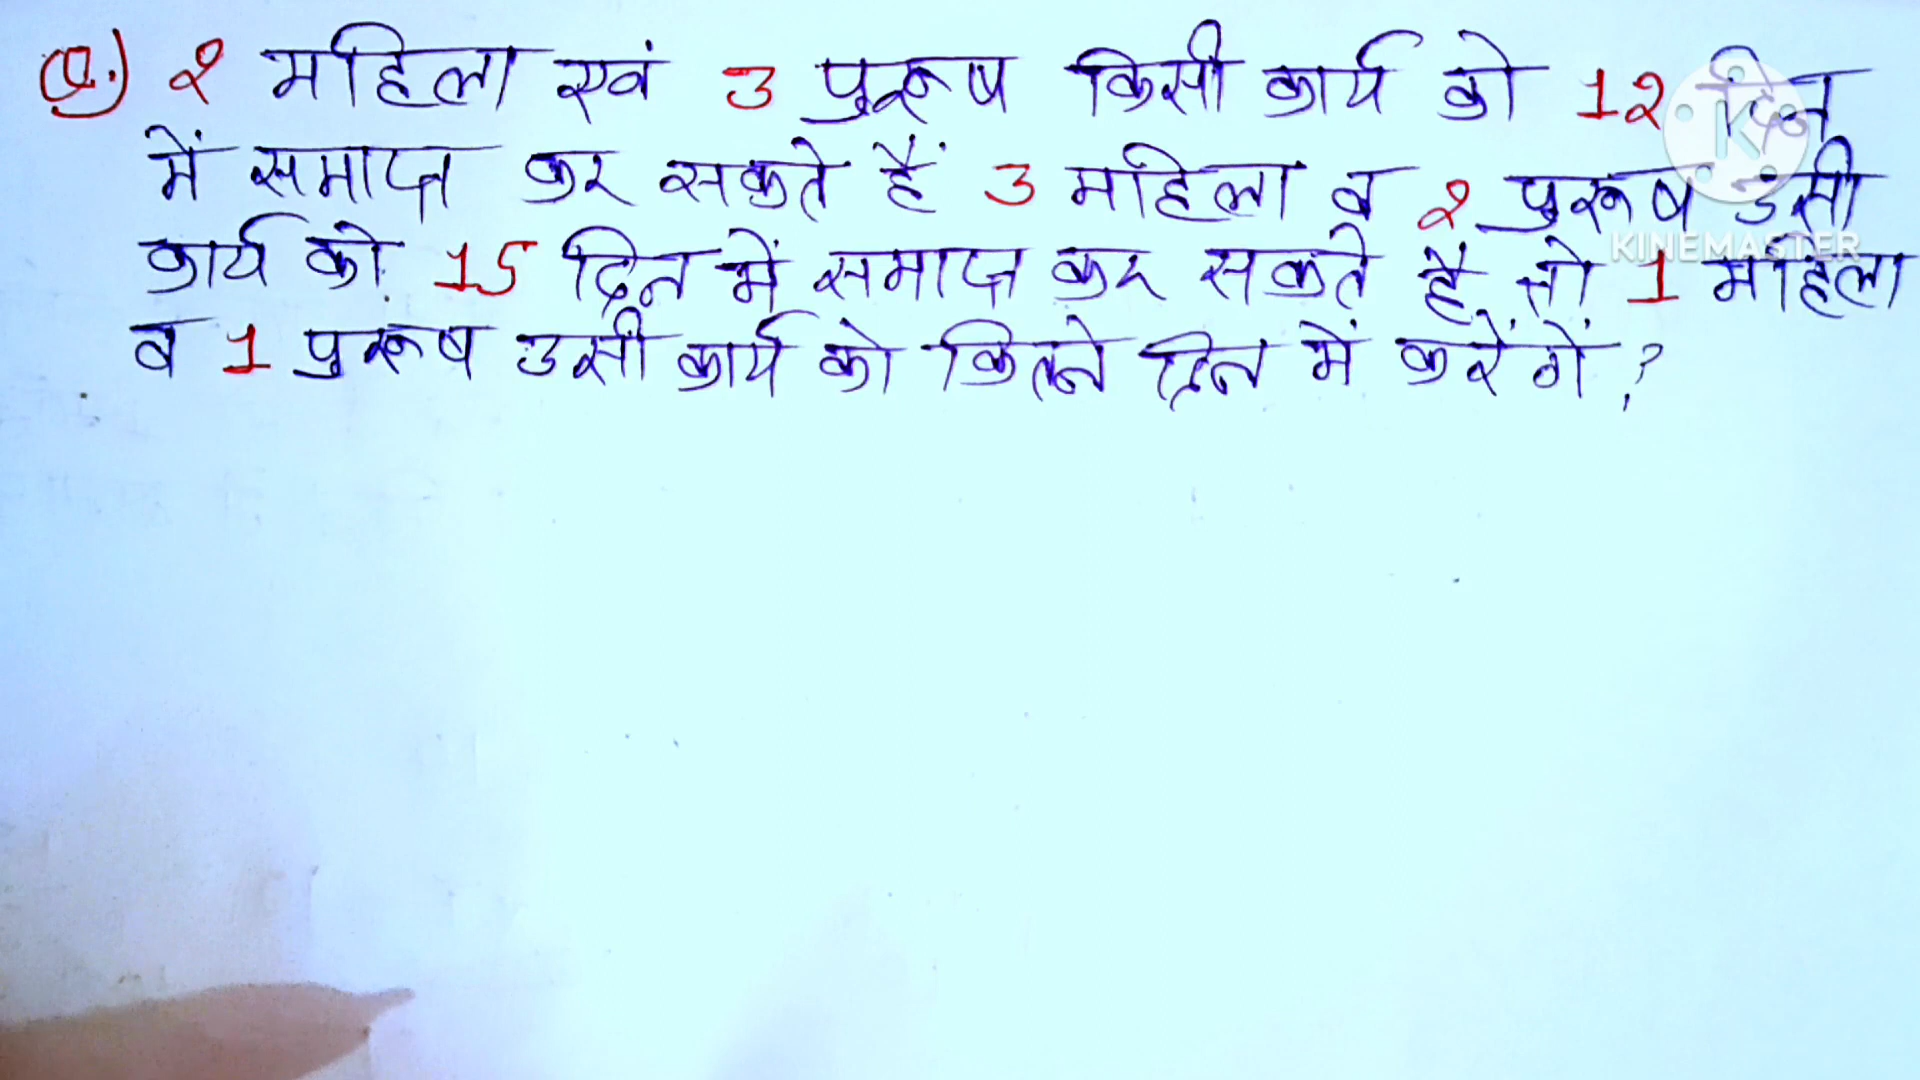 Q.) 2 महिला एवं 3 पुरूष किसी कार्य को 12 दिन
में समाप्त कर सकते हैं 3 महिला व 2 पुरूष उसी
कार्य को 15 दिन में समाप्त कर सकते हैं तो 1 महिला
व 1 पुरूष उसी कार्य को कितने दिन में करेंगें ?
K
KINEMASTER